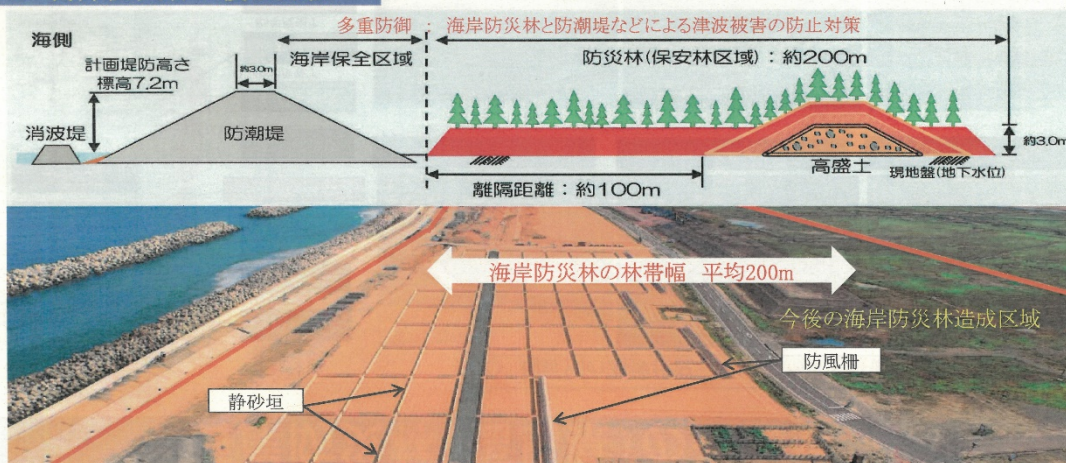 多重防御 : 海岸防災林と防潮堤などによる津波被害の防止対策
海側
海岸保全区域
防災林(保安林区域)：約200m
計画堤防高さ
標高7.2m
約3.0m
消波堤
防潮堤
約3.0m
高盛土
現地盤(地下水位)
離隔距離：約100m
海岸防災林の林帯幅 平均200m
今後の海岸防災林造成区域
防風柵
静砂垣